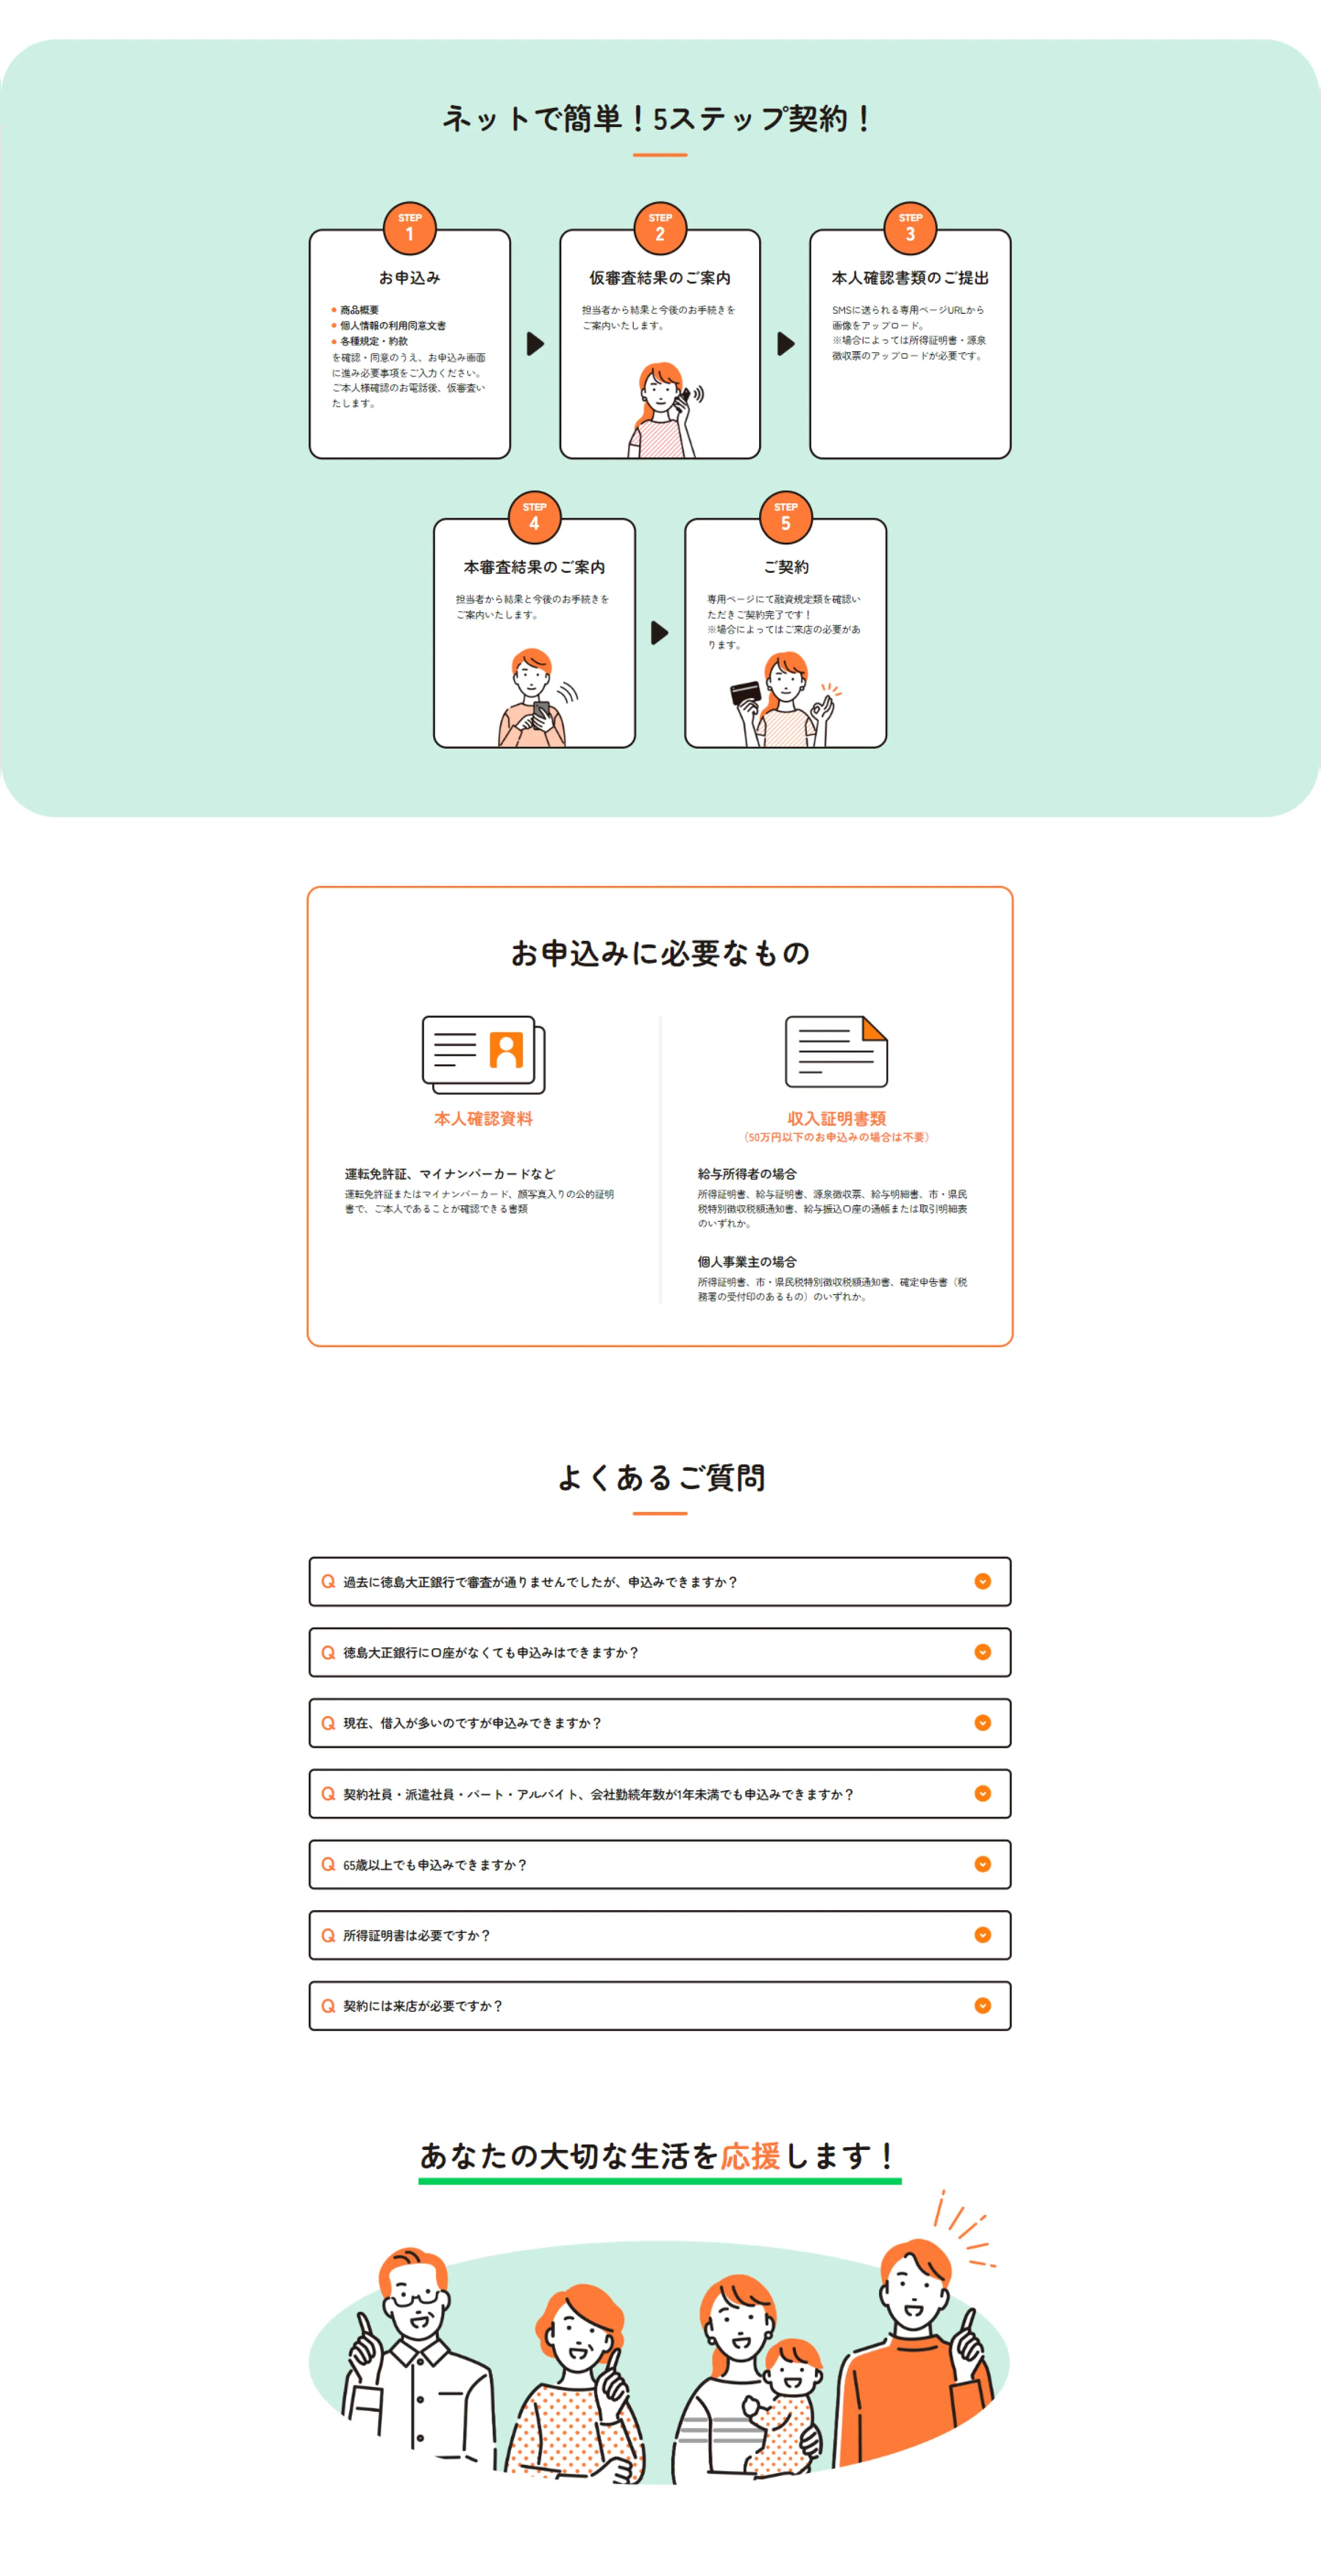 ネットで簡単！5ステップ契約！
STEP
1
お申込み
商品概要
個人情報の利用同意文書
各種規定・約款
を確認・同意のうえ、お申込み画面
に進み必要事項をご入力ください。
ご本人様確認のお電話後、仮審査い
たします。
STEP
2
仮審査結果のご案内
担当者から結果と今後のお手続きを
ご案内いたします。
STEP
3
本人確認書類のご提出
SMSに送られる専用ページURLから
画像をアップロード。
※場合によっては所得証明書・源泉
徴収票のアップロードが必要です。
STEP
4
本審査結果のご案内
担当者から結果と今後のお手続きを
ご案内いたします。
STEP
5
ご契約
専用ページにて融資規定類を確認い
ただきご契約完了です！
※場合によってはご来店の必要があ
ります。
お申込みに必要なもの
本人確認資料
運転免許証、マイナンバーカードなど
運転免許証またはマイナンバーカード、顔写真入りの公的証明
書で、ご本人であることが確認できる書類
収入証明書類
（50万円以下のお申込みの場合は不要）
給与所得者の場合
所得証明書、給与証明書、源泉徴収票、給与明細書、市・県民
税特別徴収税額通知書、給与振込口座の通帳または取引明細表
のいずれか。
個人事業主の場合
所得証明書、市・県民税特別徴収税額通知書、確定申告書（税
務署の受付印のあるもの）のいずれか。
よくあるご質問
Q 過去に徳島大正銀行で審査が通りませんでしたが、申込みできますか？
Q 徳島大正銀行に口座がなくても申込みはできますか？
Q 現在、借入が多いのですが申込みできますか？
Q 契約社員・派遣社員・パート・アルバイト、会社勤続年数が1年未満でも申込みできますか？
Q 65歳以上でも申込みできますか？
Q 所得証明書は必要ですか？
Q 契約には来店が必要ですか？
あなたの大切な生活を応援します！